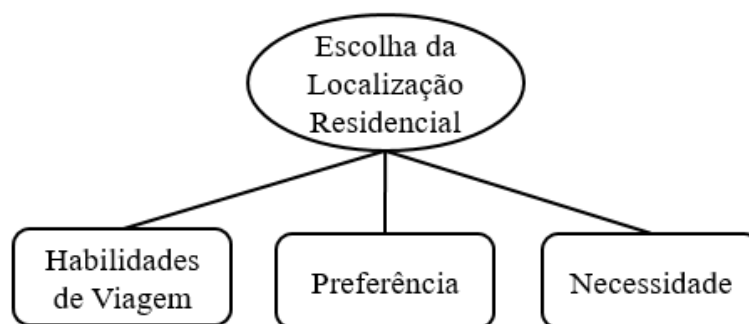 Escolha da
Localização
Residencial
Habilidades
de Viagem
Preferência
Necessidade